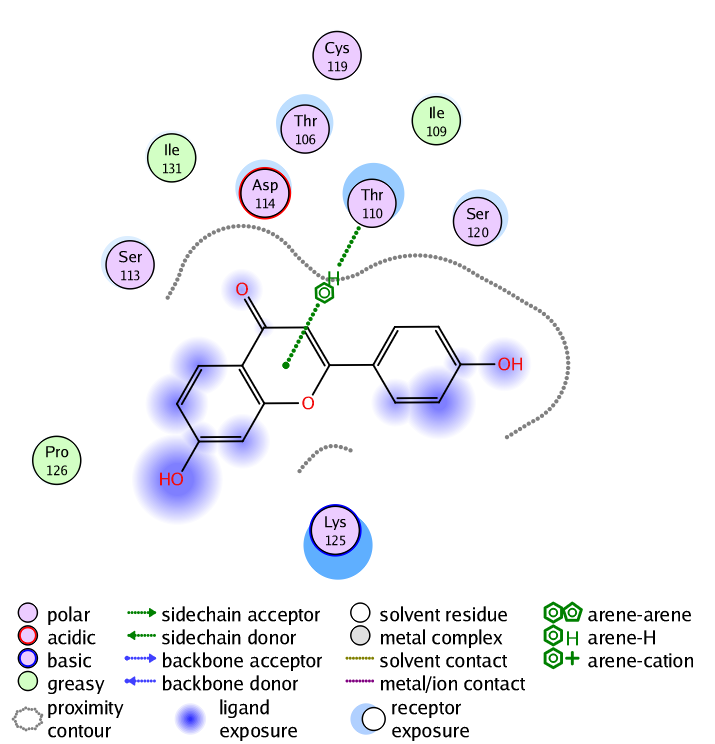 Cys
119
Thr
106
Ile
109
Ile
131
Asp
114
Thr
110
Ser
120
Ser
113
H
O
OH
O
HO
Pro
126
Lys
125
polar
sidechain acceptor
solvent residue
arene-arene
acidic
sidechain donor
metal complex
H
arene-H
basic
backbone acceptor
solvent contact
+
arene-cation
greasy
backbone donor
metal/ion contact
proximity
contour
ligand
exposure
receptor
exposure